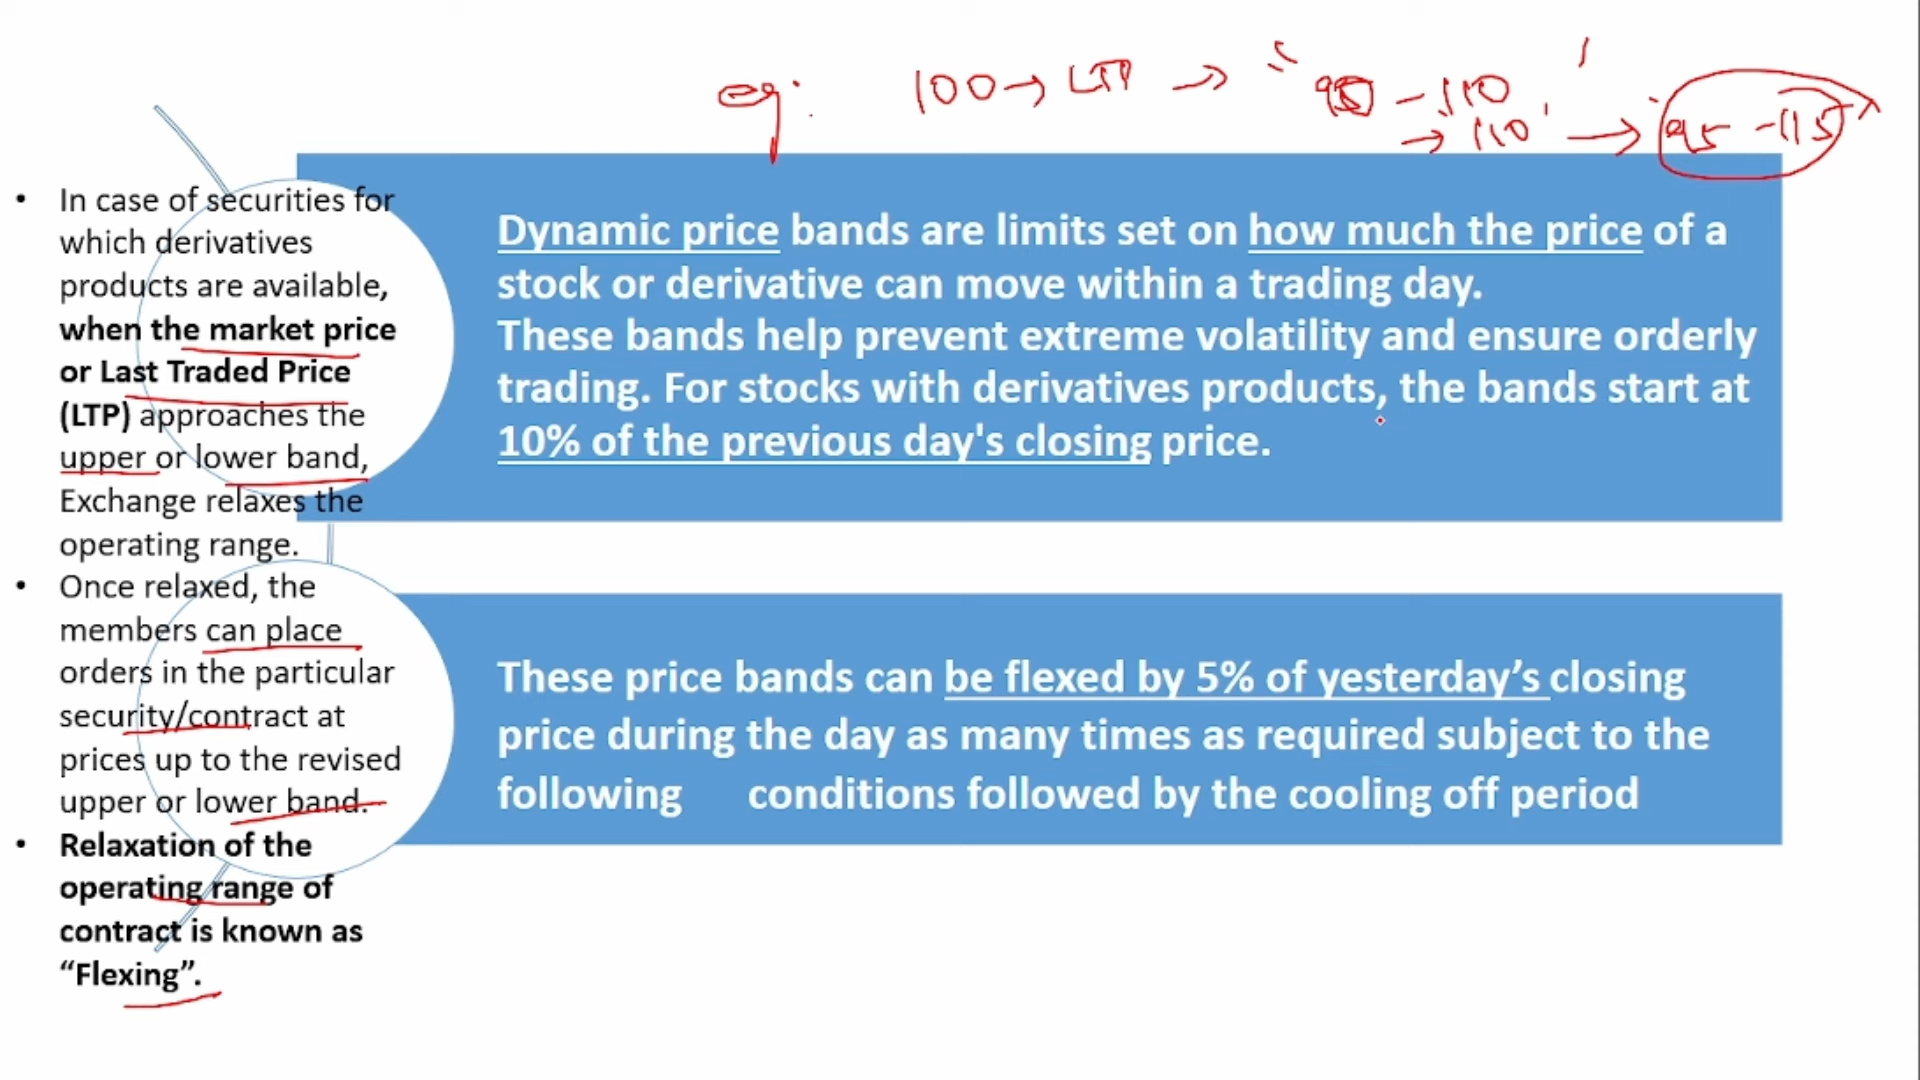 eg: 100 → LTP → " 90 - 110 '
→ 110 ' → 95 - 115
• In case of securities for
which derivatives
products are available,
when the market price
or Last Traded Price
(LTP) approaches the
upper or lower band,
Exchange relaxes the
operating range.
• Once relaxed, the
members can place
orders in the particular
security/contract at
prices up to the revised
upper or lower band.
• Relaxation of the
operating range of
contract is known as
“Flexing”.
Dynamic price bands are limits set on how much the price of a
stock or derivative can move within a trading day.
These bands help prevent extreme volatility and ensure orderly
trading. For stocks with derivatives products, the bands start at
10% of the previous day's closing price.
These price bands can be flexed by 5% of yesterday’s closing
price during the day as many times as required subject to the
following conditions followed by the cooling off period